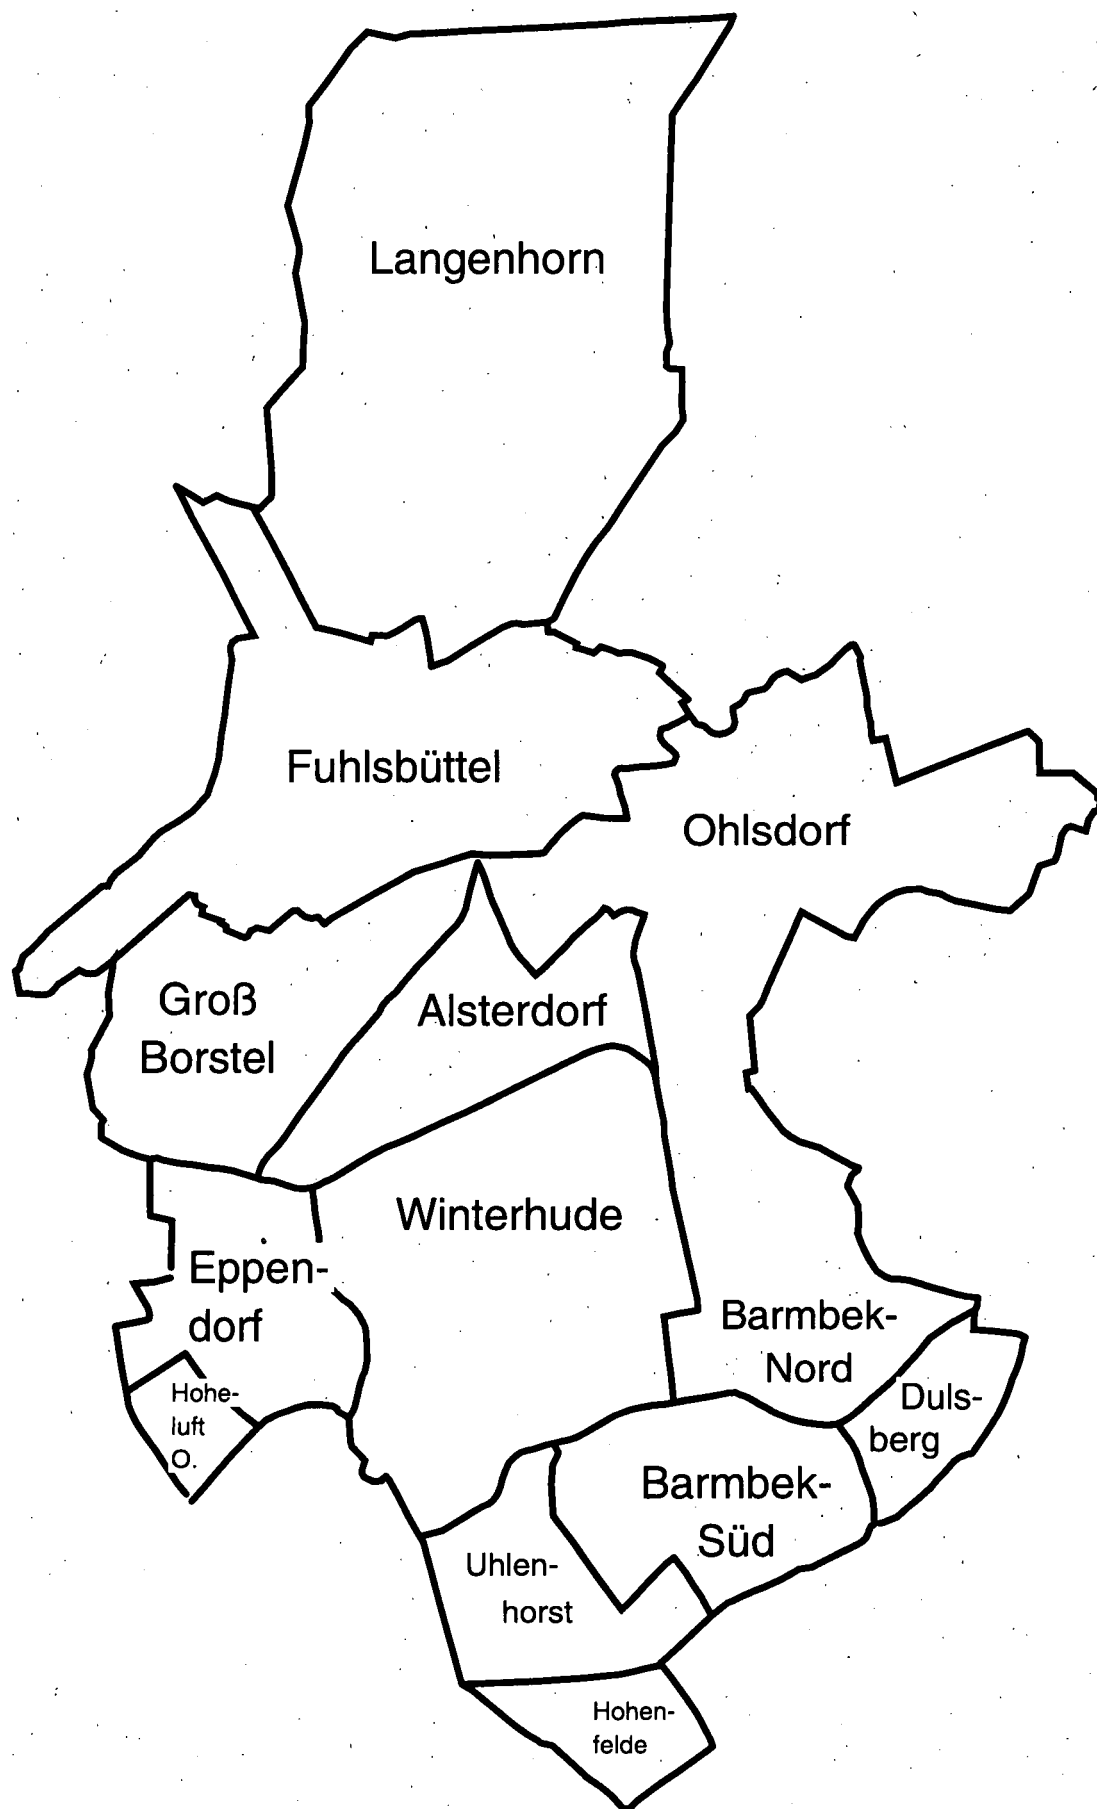 Langenhorn
Fuhlsbüttel
Ohlsdorf
Groß
Borstel
Alsterdorf
Winterhude
Eppen-
dorf
Barmbek-
Nord
Hohe-
luft
O.
Duls-
berg
Barmbek-
Süd
Uhlen-
horst
Hohen-
felde